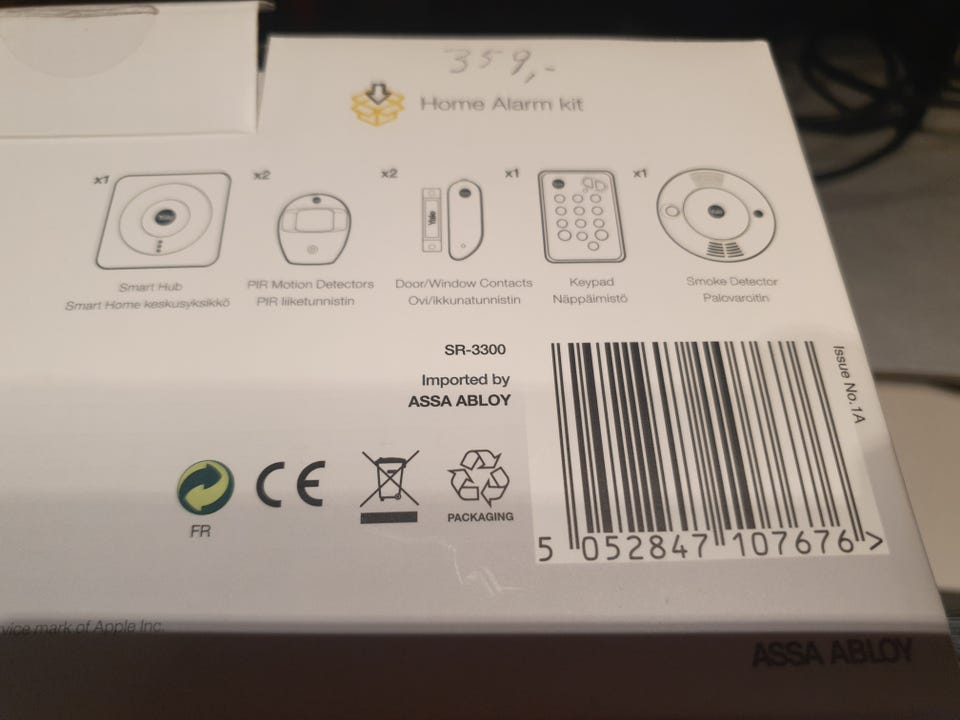 359,-
Home Alarm kit
x1
x2
x2
x1
x1
Yale
Smart Hub
Smart Home keskusyksikkö
PIR Motion Detectors
PIR liiketunnistin
Door/Window Contacts
Ovi/ikkunatunnistin
Keypad
Näppäimistö
Smoke Detector
Palovaroitin
SR-3300
Imported by
ASSA ABLOY
Issue No.1A
FR
CE
PACKAGING
5 052847 107676 >
vice mark of Apple Inc.
ASSA ABLOY